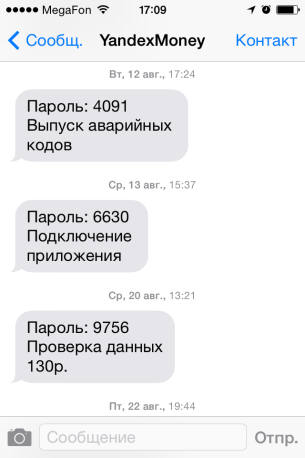 MegaFon 17:09
Сообщ. YandexMoney Контакт
Вт, 12 авг., 17:24
Пароль: 4091
Выпуск аварийных
кодов
Ср, 13 авг., 15:37
Пароль: 6630
Подключение
приложения
Ср, 20 авг., 13:21
Пароль: 9756
Проверка данных
130р.
Пт, 22 авг., 19:44
Сообщение Отпр.